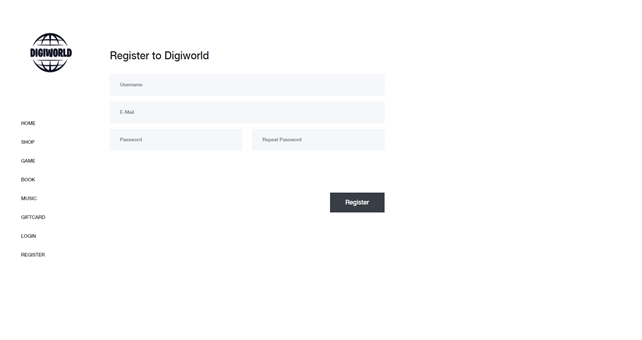 DIGIWORLD
HOME
SHOP
GAME
BOOK
MUSIC
GIFTCARD
LOGIN
REGISTER
Register to Digiworld
Username
E-Mail
Password
Repeat Password
Register